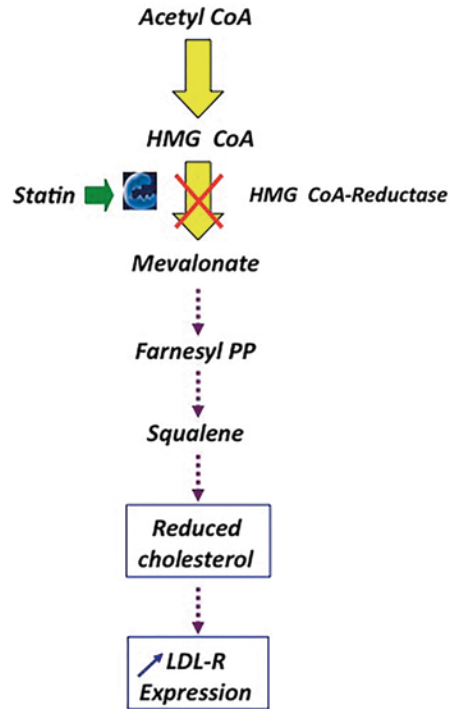 Acetyl CoA
HMG CoA
Statin
HMG CoA-Reductase
Mevalonate
Farnesyl PP
Squalene
Reduced
cholesterol
LDL-R
Expression